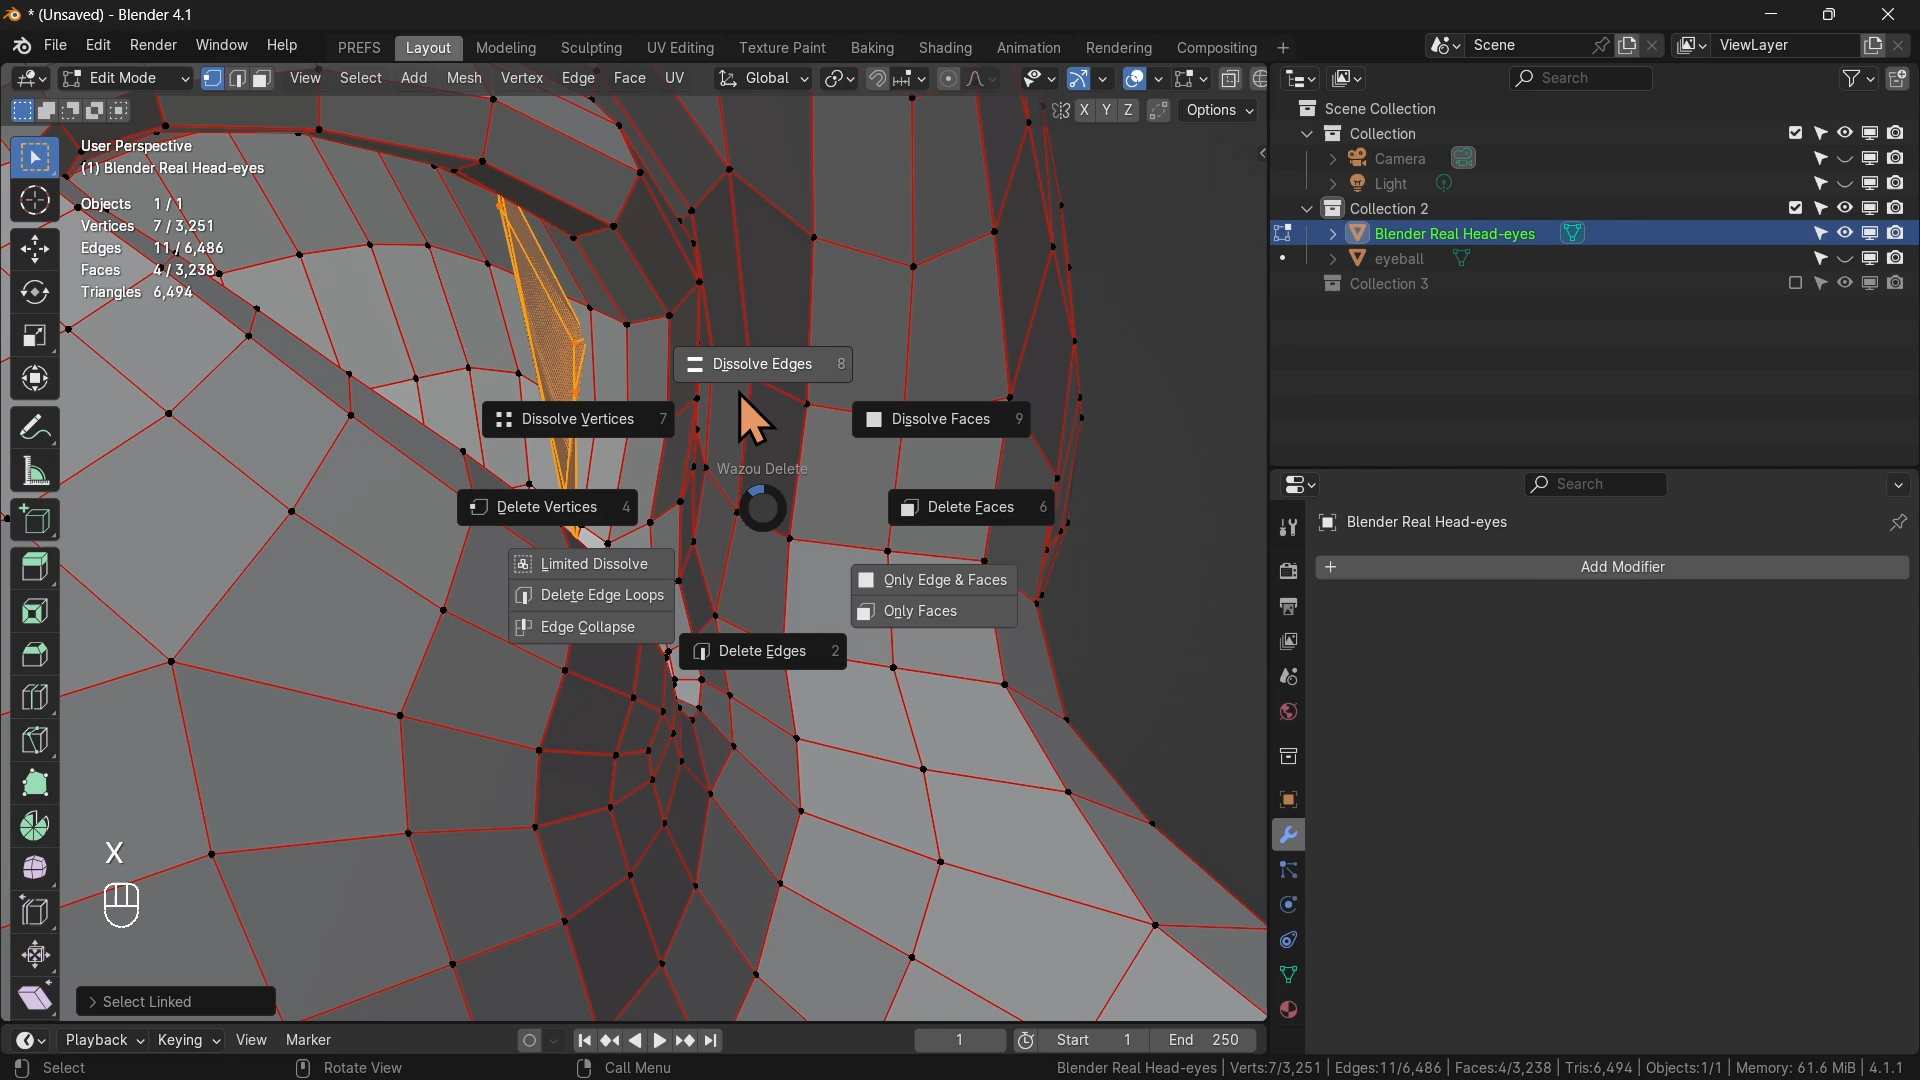 * (Unsaved) - Blender 4.1
File Edit Render Window Help PREFS Layout Modeling Sculpting UV Editing Texture Paint Baking Shading Animation Rendering Compositing + Scene ViewLayer
Edit Mode View Select Add Mesh Vertex Edge Face UV Global Search
X Y Z Options
User Perspective
(1) Blender Real Head-eyes
Objects 1 / 1
Vertices 7 / 3,251
Edges 11 / 6,486
Faces 4 / 3,238
Triangles 6,494
Dissolve Edges 8
Dissolve Vertices 7
Dissolve Faces 9
Wazou Delete
Delete Vertices 4
Delete Faces 6
Limited Dissolve
Delete Edge Loops
Edge Collapse
Only Edge & Faces
Only Faces
Delete Edges 2
X
> Select Linked
Scene Collection
Collection
Camera
Light
Collection 2
Blender Real Head-eyes
eyeball
Collection 3
Search
Blender Real Head-eyes
+ Add Modifier
Playback Keying View Marker 1 Start 1 End 250
Select Rotate View Call Menu Blender Real Head-eyes | Verts:7/3,251 | Edges:11/6,486 | Faces:4/3,238 | Tris:6,494 | Objects:1/1 | Memory: 61.6 MiB | 4.1.1